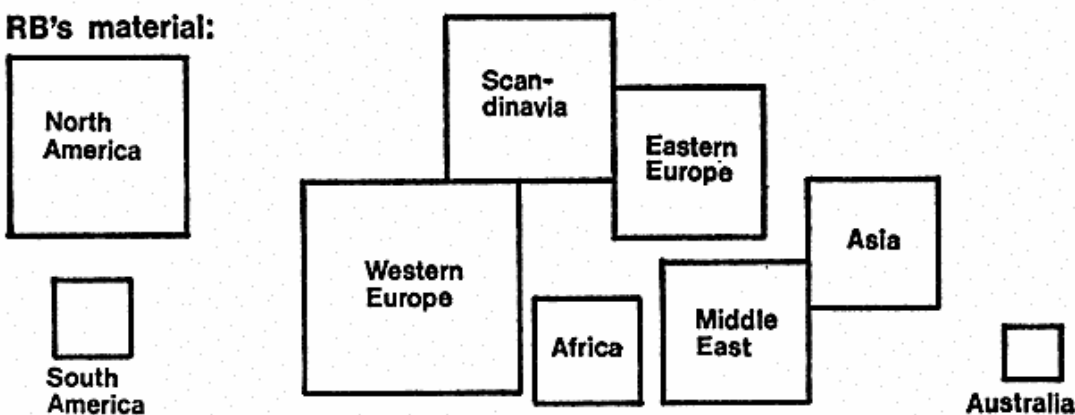 RB's material:
North
America
Scan-
dinavia
Eastern
Europe
Western
Europe
Asia
Middle
East
Africa
South
America
Australia